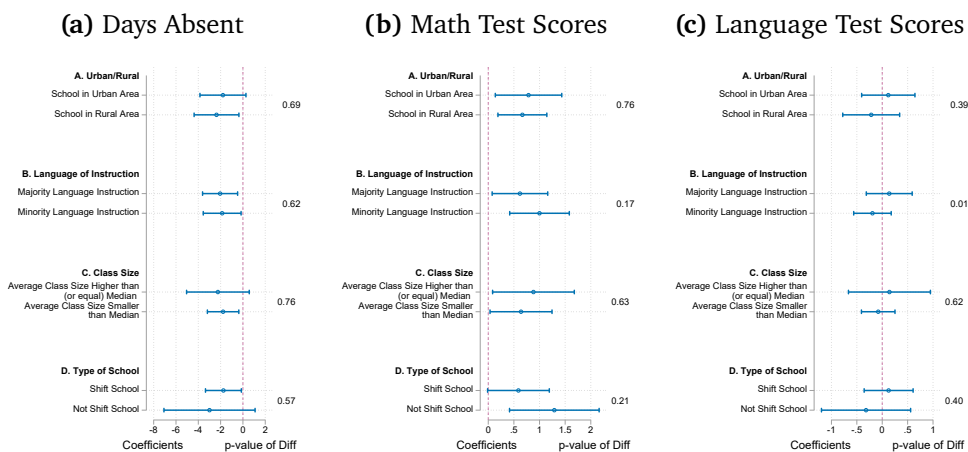 (a) Days Absent
A. Urban/Rural
School in Urban Area
0.69
School in Rural Area
B. Language of Instruction
Majority Language Instruction
0.62
Minority Language Instruction
C. Class Size
Average Class Size Higher than
(or equal) Median
0.76
Average Class Size Smaller
than Median
D. Type of School
Shift School
0.57
Not Shift School
-8 -6 -4 -2 0 2
Coefficients p-value of Diff
(b) Math Test Scores
A. Urban/Rural
School in Urban Area
0.76
School in Rural Area
B. Language of Instruction
Majority Language Instruction
0.17
Minority Language Instruction
C. Class Size
Average Class Size Higher than
(or equal) Median
0.63
Average Class Size Smaller
than Median
D. Type of School
Shift School
0.21
Not Shift School
0 .5 1 1.5 2
Coefficients p-value of Diff
(c) Language Test Scores
A. Urban/Rural
School in Urban Area
0.39
School in Rural Area
B. Language of Instruction
Majority Language Instruction
0.01
Minority Language Instruction
C. Class Size
Average Class Size Higher than
(or equal) Median
0.62
Average Class Size Smaller
than Median
D. Type of School
Shift School
0.40
Not Shift School
-1 -.5 0 .5 1
Coefficients p-value of Diff